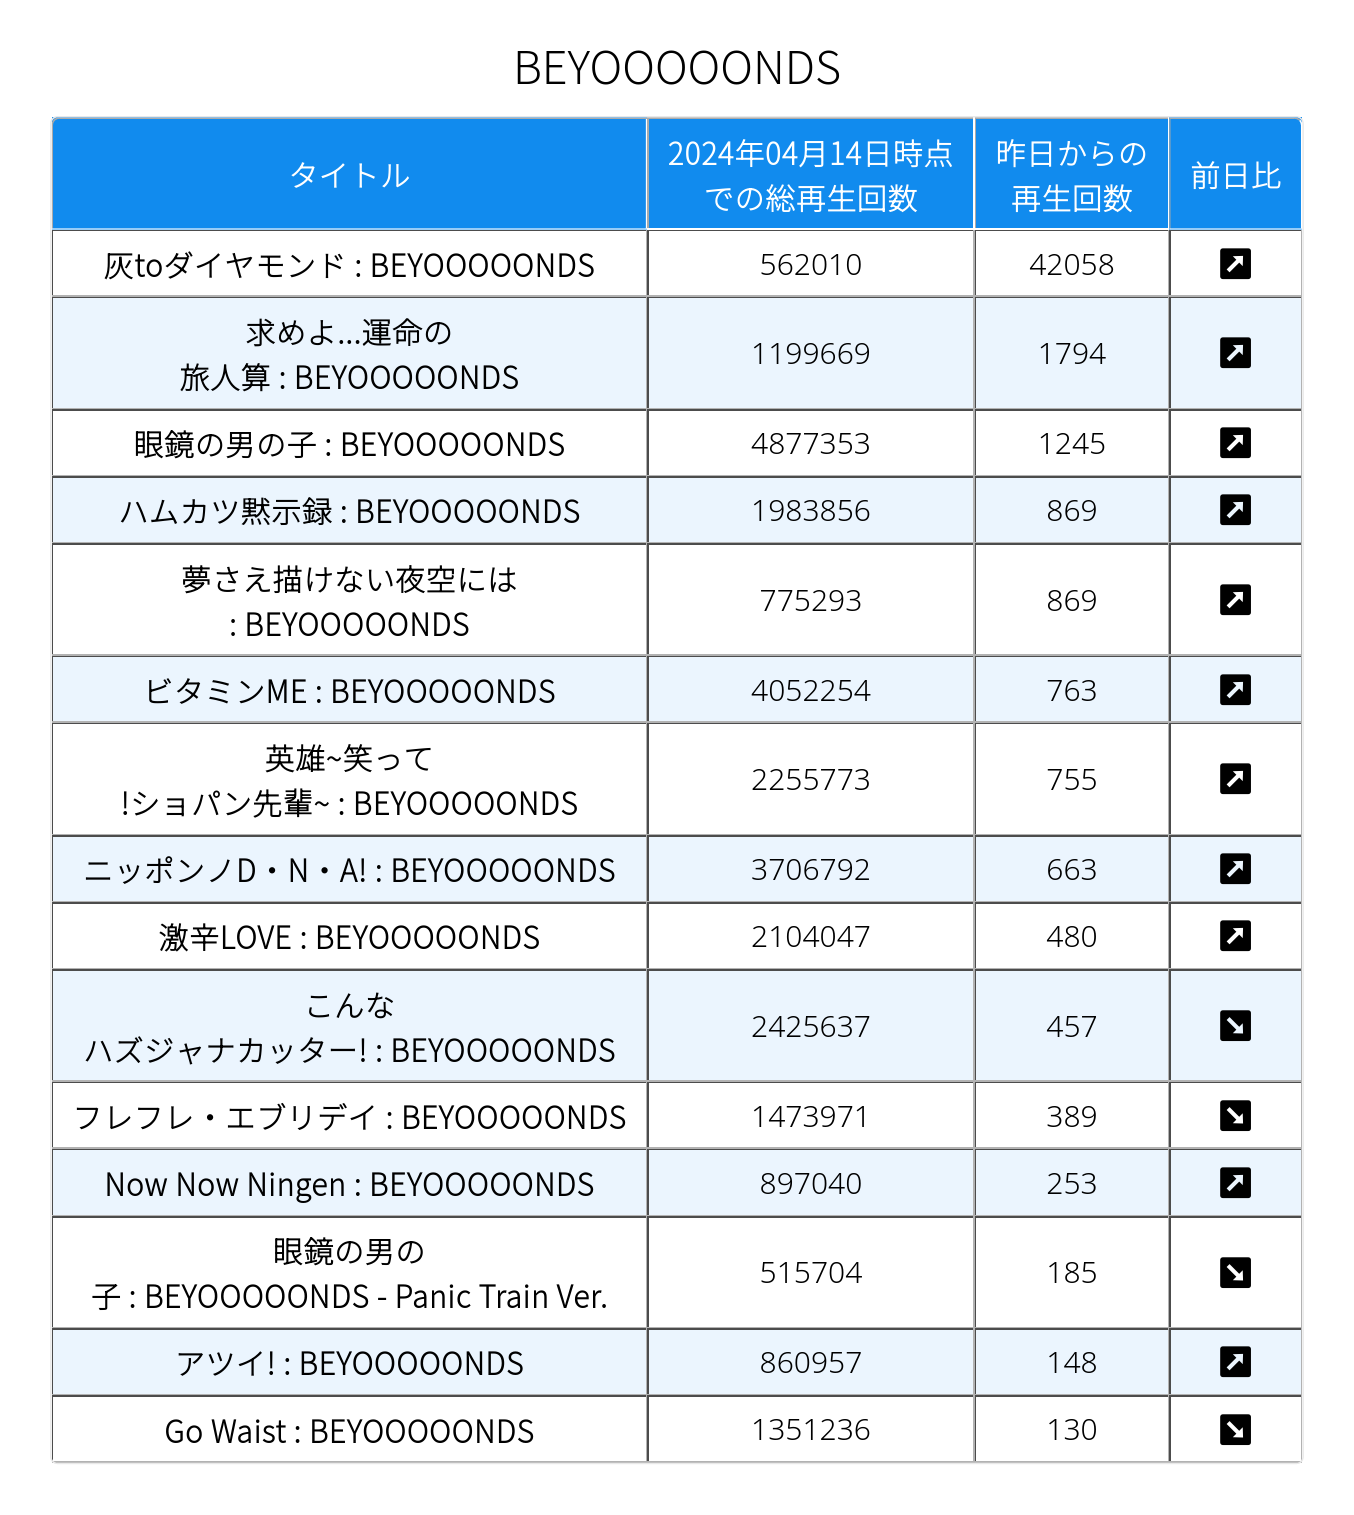 BEYOOOOONDS
タイトル
2024年04月14日時点
での総再生回数
昨日からの
再生回数
前日比
灰toダイヤモンド : BEYOOOOONDS
562010
42058
求めよ...運命の
旅人算 : BEYOOOOONDS
1199669
1794
眼鏡の男の子 : BEYOOOOONDS
4877353
1245
ハムカツ黙示録 : BEYOOOOONDS
1983856
869
夢さえ描けない夜空には
: BEYOOOOONDS
775293
869
ビタミンME : BEYOOOOONDS
4052254
763
英雄~笑って
!ショパン先輩~ : BEYOOOOONDS
2255773
755
ニッポンノD・N・A! : BEYOOOOONDS
3706792
663
激辛LOVE : BEYOOOOONDS
2104047
480
こんな
ハズジャナカッター! : BEYOOOOONDS
2425637
457
フレフレ・エブリデイ : BEYOOOOONDS
1473971
389
Now Now Ningen : BEYOOOOONDS
897040
253
眼鏡の男の
子 : BEYOOOOONDS - Panic Train Ver.
515704
185
アツイ! : BEYOOOOONDS
860957
148
Go Waist : BEYOOOOONDS
1351236
130